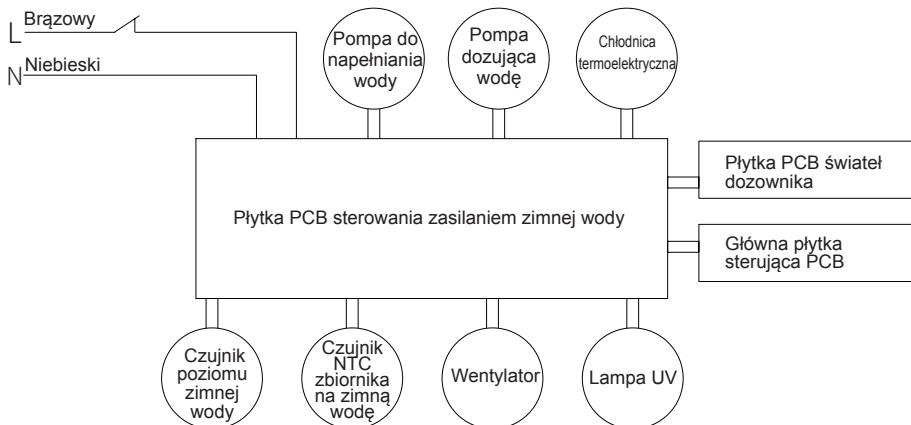 L Brązowy
N Niebieski
Pompa do
napełniania
wody
Pompa
dozująca
wodę
Chłodnica
termoelektryczna
Płytka PCB świateł
dozownika
Płytka PCB sterowania zasilaniem zimnej wody
Główna płytka
sterująca PCB
Czujnik
poziomu
zimnej
wody
Czujnik
NTC
zbiornika
na zimną
wodę
Wentylator
Lampa UV